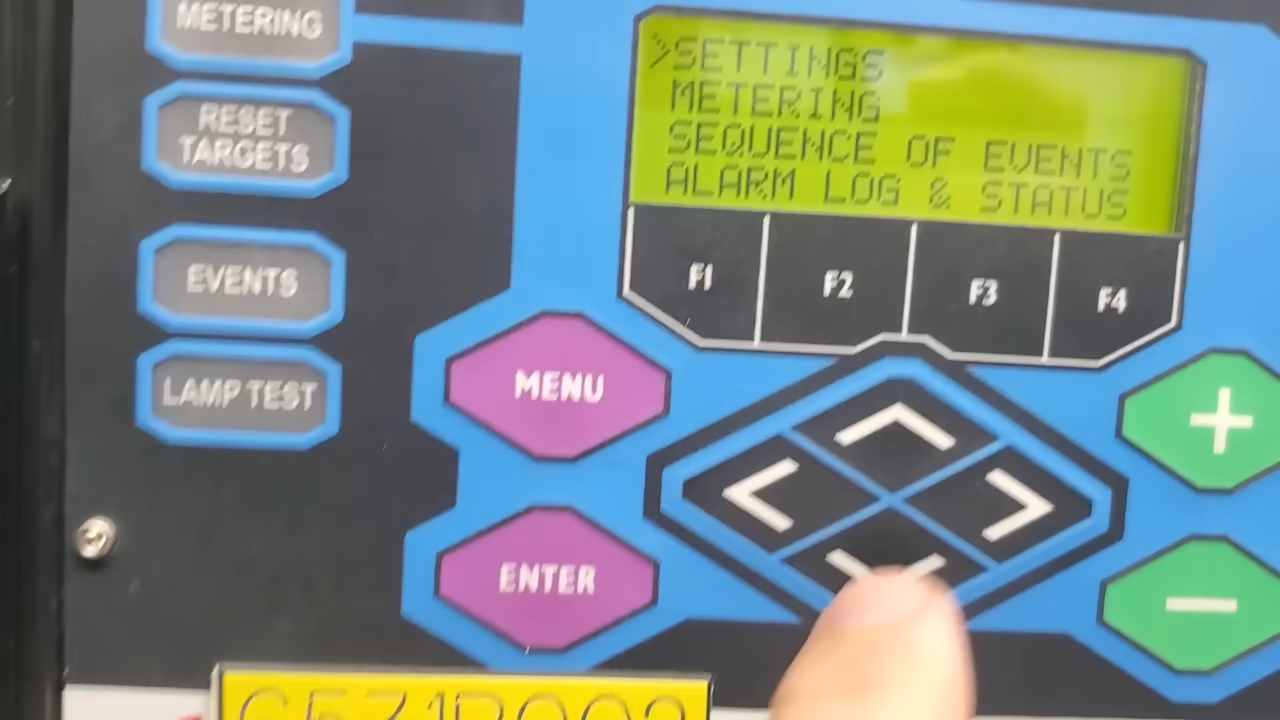 METERING
RESET
TARGETS
EVENTS
LAMP TEST
>SETTINGS
METERING
SEQUENCE OF EVENTS
ALARM LOG & STATUS
F1 F2 F3 F4
MENU
ENTER
+
−